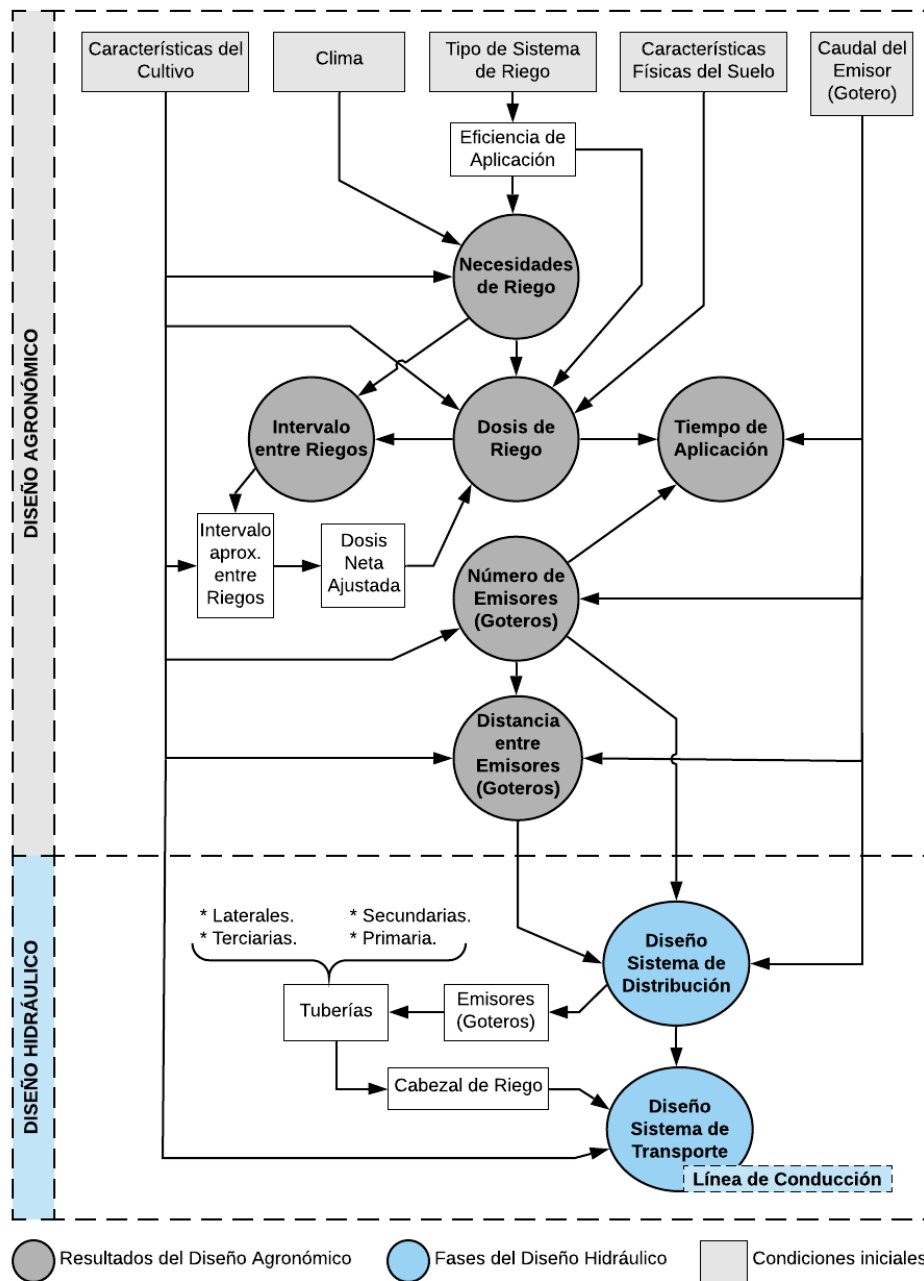 Características del
Cultivo
Clima
Tipo de Sistema
de Riego
Características
Físicas del Suelo
Caudal del
Emisor
(Gotero)
Eficiencia de
Aplicación
DISEÑO AGRONÓMICO
Necesidades
de Riego
Intervalo
entre Riegos
Dosis de
Riego
Tiempo de
Aplicación
Intervalo
aprox.
entre
Riegos
Dosis
Neta
Ajustada
Número de
Emisores
(Goteros)
Distancia
entre
Emisores
(Goteros)
DISEÑO HIDRÁULICO
* Laterales.
* Terciarias.
* Secundarias.
* Primaria.
Diseño
Sistema de
Distribución
Tuberías
Emisores
(Goteros)
Cabezal de Riego
Diseño
Sistema de
Transporte
Línea de Conducción
Resultados del Diseño Agronómico
Fases del Diseño Hidráulico
Condiciones iniciales